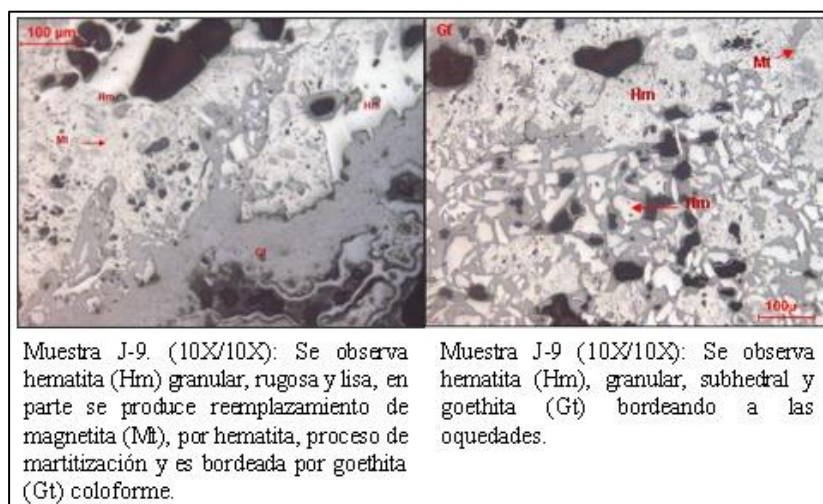 100 µm
Hm
Hm
Mt
Gt
Gt
Mt
Hm
Hm
100µ
Muestra J-9. (10X/10X): Se observa
hematita (Hm) granular, rugosa y lisa, en
parte se produce reemplazamiento de
magnetita (Mt), por hematita, proceso de
martitización y es bordeada por goethita
(Gt) coloforme.
Muestra J-9 (10X/10X): Se observa
hematita (Hm), granular, subhedral y
goethita (Gt) bordeando a las
oquedades.